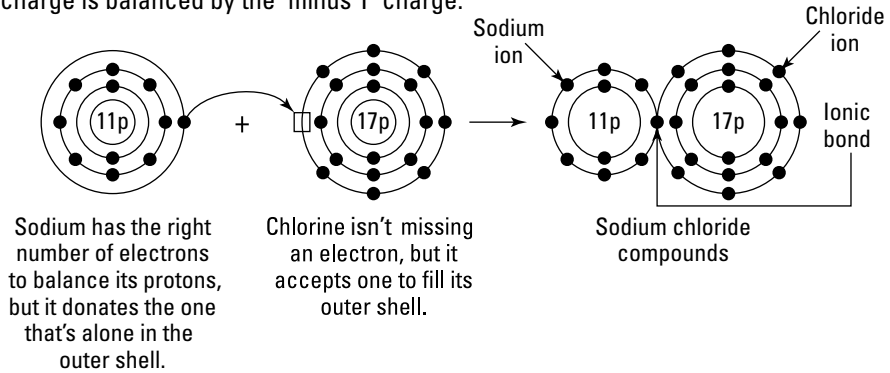 charge is balanced by the "minus 1" charge.
Sodium
ion
Chloride
ion
11p
+
17p
11p
17p
Ionic
bond
Sodium has the right
number of electrons
to balance its protons,
but it donates the one
that's alone in the
outer shell.
Chlorine isn't missing
an electron, but it
accepts one to fill its
outer shell.
Sodium chloride
compounds